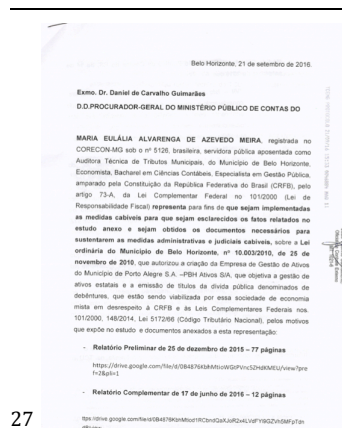 Belo Horizonte, 21 de setembro de 2016.
Exmo. Dr. Daniel de Carvalho Guimarães
D.D.PROCURADOR-GERAL DO MINISTÉRIO PÚBLICO DE CONTAS DO
MARIA EULÁLIA ALVARENGA DE AZEVEDO MEIRA, registrada no
CORECON-MG sob o nº 5126, brasileira, servidora pública aposentada como
Auditora Técnica de Tributos Municipais, do Município de Belo Horizonte,
Economista, Bacharel em Ciências Contábeis, Especialista em Gestão Pública,
amparado pela Constituição da República Federativa do Brasil (CRFB), pelo
artigo 73-A, da Lei Complementar Federal no 101/2000 (Lei de
Responsabilidade Fiscal) representa para fins de que sejam implementadas
as medidas cabíveis para que sejam esclarecidos os fatos relatados no
estudo anexo e sejam obtidos os documentos necessários para
sustentarem as medidas administrativas e judiciais cabíveis, sobre a Lei
ordinária do Município de Belo Horizonte, nº 10.003/2010, de 25 de
novembro de 2010, que autorizou a criação da Empresa de Gestão de Ativos
do Município de Porto Alegre S.A. –PBH Ativos S/A, que objetiva a gestão de
ativos estatais e a emissão de títulos da dívida pública denominados de
debêntures, que estão sendo viabilizada por essa sociedade de economia
mista em desrespeito à CRFB e às Leis Complementares Federais nos.
101/2000, 148/2014, Lei 5172/66 (Código Tributário Nacional), pelos motivos
que expõe no estudo e documentos anexados a esta representação:
- Relatório Preliminar de 25 de dezembro de 2015 – 77 páginas
- Relatório Complementar de 17 de junho de 2016 – 12 páginas
27